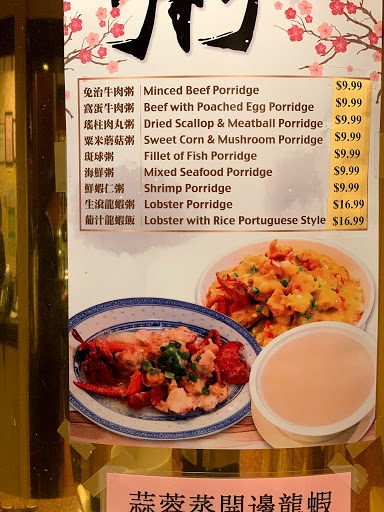 粥
免治牛肉粥 Minced Beef Porridge $9.99
窩蛋牛肉粥 Beef with Poached Egg Porridge $9.99
瑤柱肉丸粥 Dried Scallop & Meatball Porridge $9.99
粟米蘑菇粥 Sweet Corn & Mushroom Porridge $9.99
斑球粥 Fillet of Fish Porridge $9.99
海鮮粥 Mixed Seafood Porridge $9.99
鮮蝦仁粥 Shrimp Porridge $9.99
生滾龍蝦粥 Lobster Porridge $16.99
葡汁龍蝦飯 Lobster with Rice Portuguese Style $16.99
蒜蓉蒸開邊龍蝦